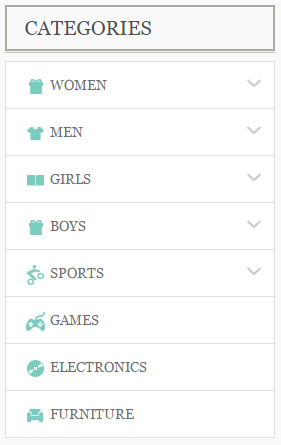 CATEGORIES
WOMEN
MEN
GIRLS
BOYS
SPORTS
GAMES
ELECTRONICS
FURNITURE